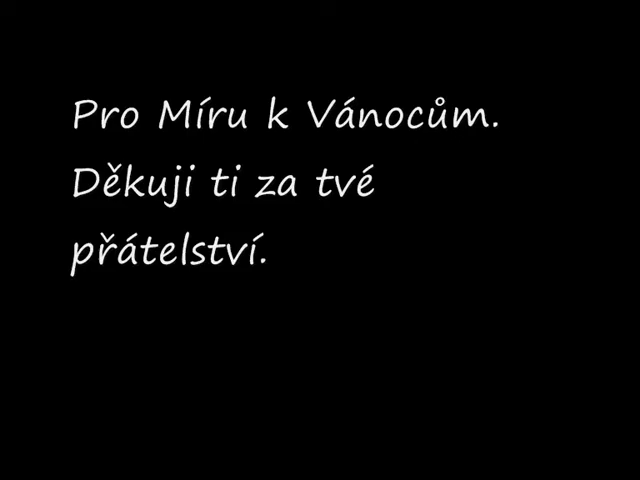 Pro Míru k Vánocům.
Děkuji ti za tvé
přátelství.